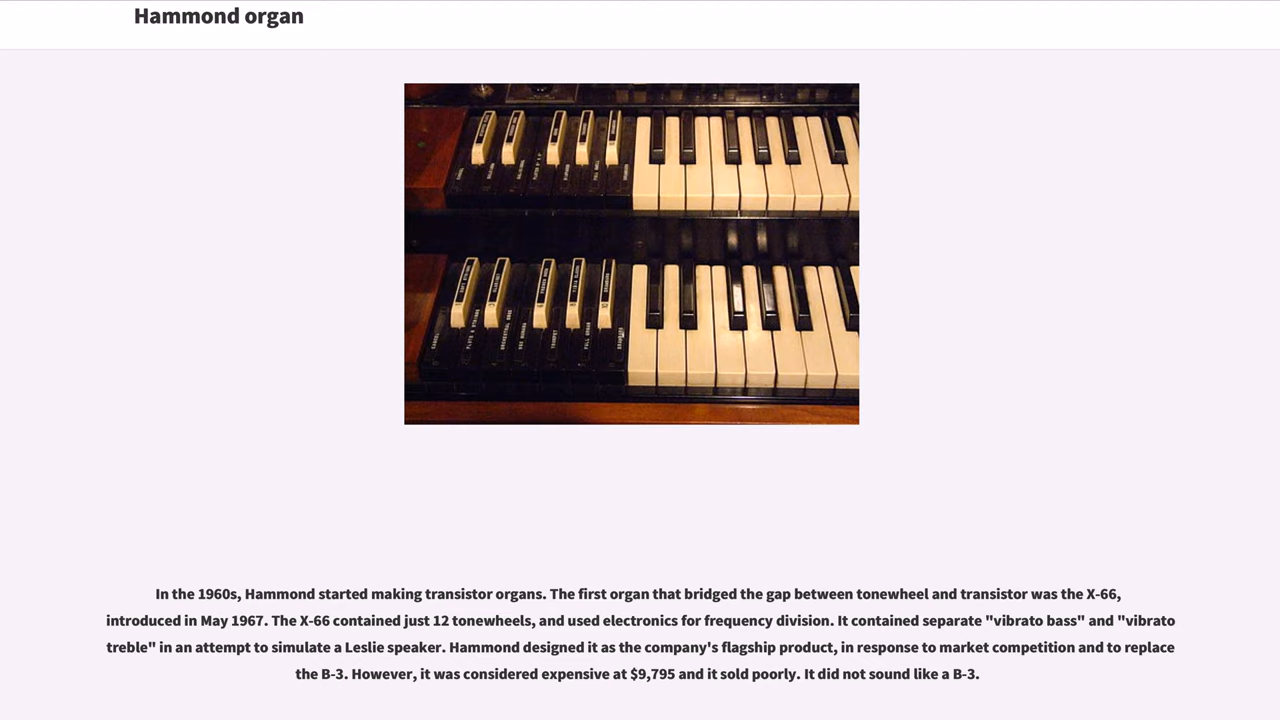 Hammond organ
In the 1960s, Hammond started making transistor organs. The first organ that bridged the gap between tonewheel and transistor was the X-66,
introduced in May 1967. The X-66 contained just 12 tonewheels, and used electronics for frequency division. It contained separate "vibrato bass" and "vibrato
treble" in an attempt to simulate a Leslie speaker. Hammond designed it as the company's flagship product, in response to market competition and to replace
the B-3. However, it was considered expensive at $9,795 and it sold poorly. It did not sound like a B-3.